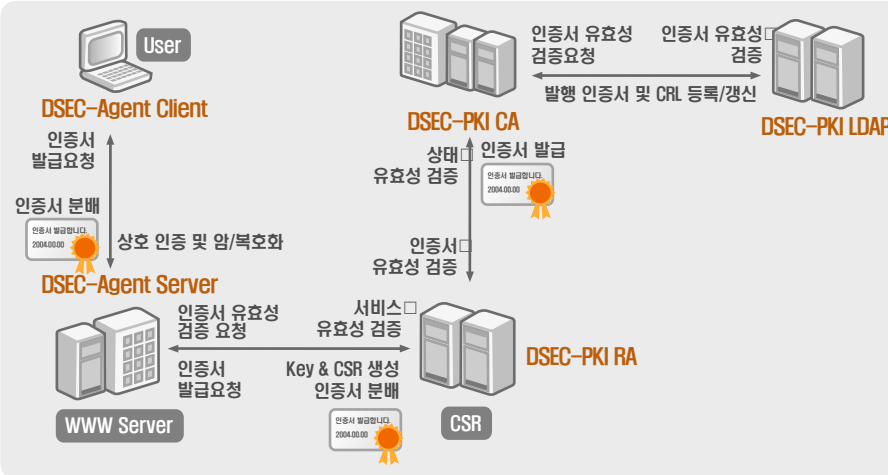 User
DSEC-Agent Client
인증서
발급요청
인증서 분배
인증서 발급합니다.
2004.00.00
상호 인증 및 암/복호화
DSEC-Agent Server
WWW Server
인증서 유효성
검증 요청
인증서
발급요청
서비스□
유효성 검증
Key & CSR 생성
인증서 분배
인증서 발급합니다.
2004.00.00
DSEC-PKI RA
CSR
인증서□
유효성 검증
상태□
유효성 검증
인증서 발급
인증서 발급합니다.
2004.00.00
DSEC-PKI CA
인증서 유효성
검증요청
인증서 유효성□
검증
발행 인증서 및 CRL 등록/갱신
DSEC-PKI LDAP